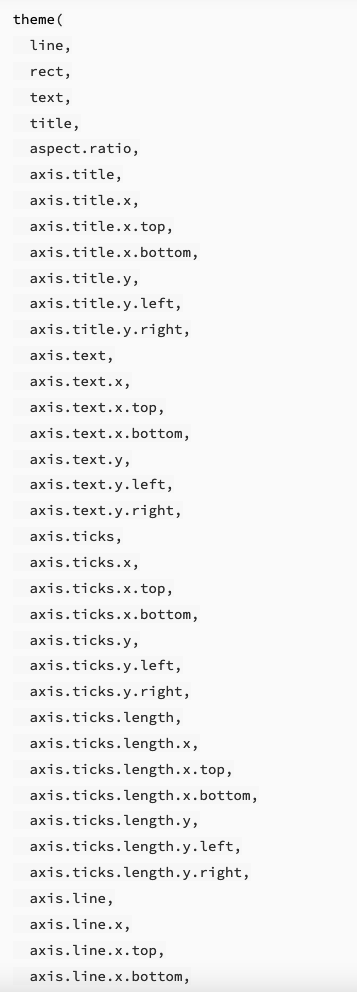 theme(
  line,
  rect,
  text,
  title,
  aspect.ratio,
  axis.title,
  axis.title.x,
  axis.title.x.top,
  axis.title.x.bottom,
  axis.title.y,
  axis.title.y.left,
  axis.title.y.right,
  axis.text,
  axis.text.x,
  axis.text.x.top,
  axis.text.x.bottom,
  axis.text.y,
  axis.text.y.left,
  axis.text.y.right,
  axis.ticks,
  axis.ticks.x,
  axis.ticks.x.top,
  axis.ticks.x.bottom,
  axis.ticks.y,
  axis.ticks.y.left,
  axis.ticks.y.right,
  axis.ticks.length,
  axis.ticks.length.x,
  axis.ticks.length.x.top,
  axis.ticks.length.x.bottom,
  axis.ticks.length.y,
  axis.ticks.length.y.left,
  axis.ticks.length.y.right,
  axis.line,
  axis.line.x,
  axis.line.x.top,
  axis.line.x.bottom,